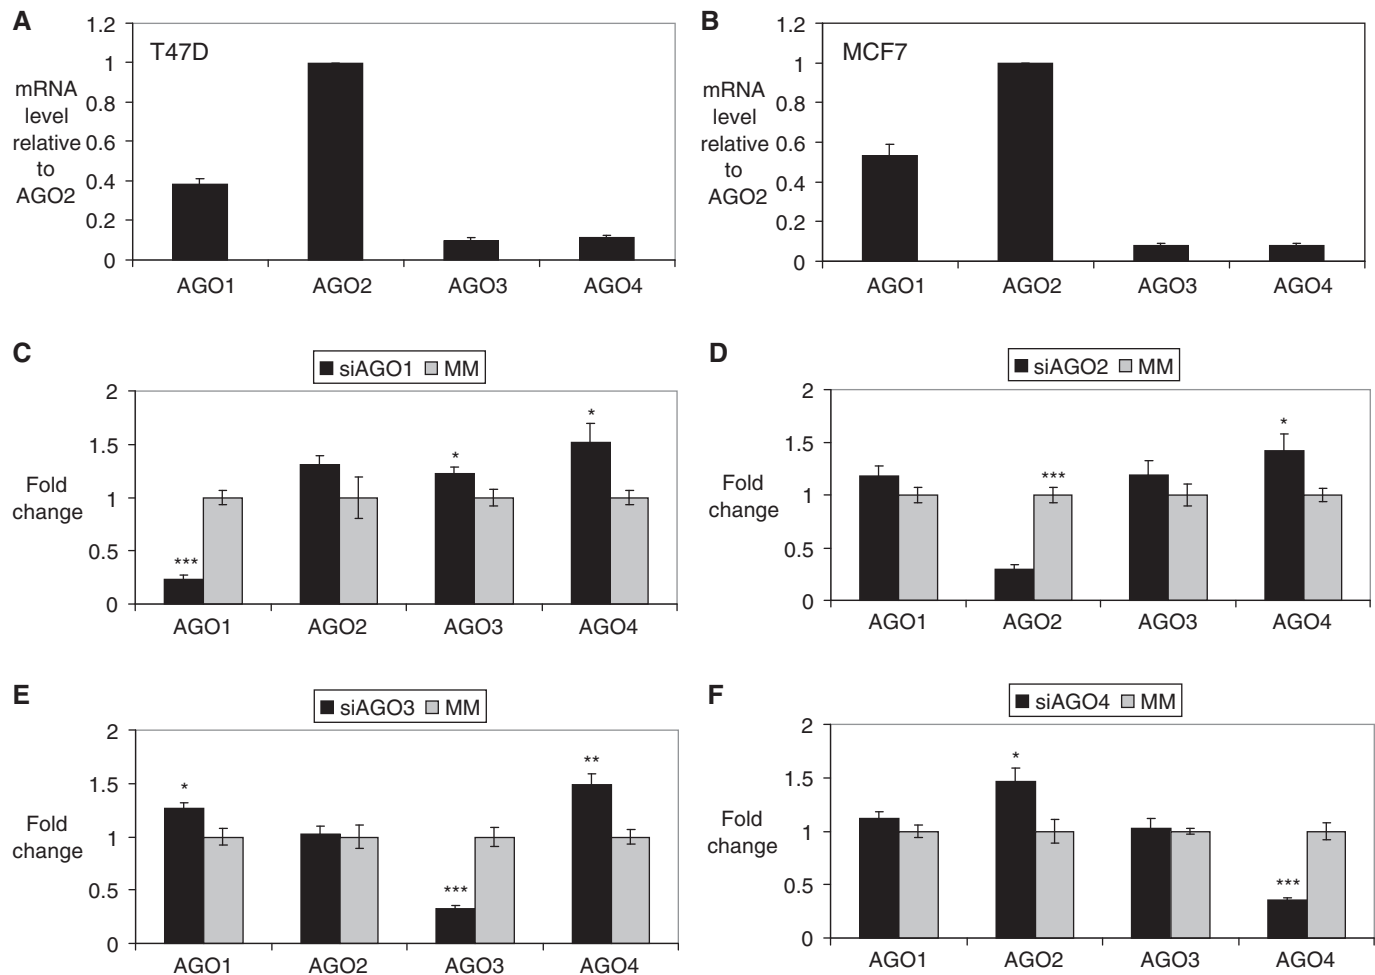 A
T47D
mRNA
level
relative
to
AGO2
1.2
1
0.8
0.6
0.4
0.2
0
AGO1 AGO2 AGO3 AGO4
B
MCF7
mRNA
level
relative
to
AGO2
1.2
1
0.8
0.6
0.4
0.2
0
AGO1 AGO2 AGO3 AGO4
C
siAGO1 MM
Fold
change
2
1.5
1
0.5
0
*** * *
AGO1 AGO2 AGO3 AGO4
D
siAGO2 MM
Fold
change
2
1.5
1
0.5
0
*** *
AGO1 AGO2 AGO3 AGO4
E
siAGO3 MM
Fold
change
2
1.5
1
0.5
0
* *** **
AGO1 AGO2 AGO3 AGO4
F
siAGO4 MM
Fold
change
2
1.5
1
0.5
0
* ***
AGO1 AGO2 AGO3 AGO4